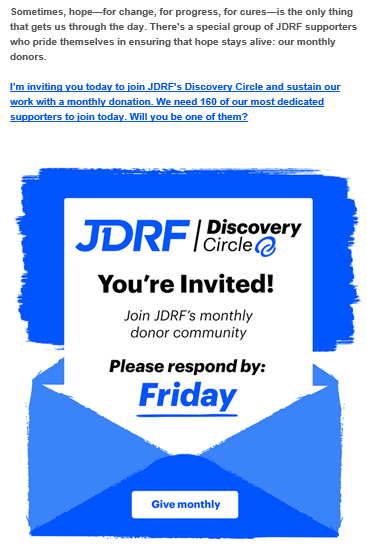 Sometimes, hope—for change, for progress, for cures—is the only thing
that gets us through the day. There's a special group of JDRF supporters
who pride themselves in ensuring that hope stays alive: our monthly
donors.
I'm inviting you today to join JDRF's Discovery Circle and sustain our
work with a monthly donation. We need 160 of our most dedicated
supporters to join today. Will you be one of them?
JDRF | Discovery
Circle
You're Invited!
Join JDRF's monthly
donor community
Please respond by:
Friday
Give monthly